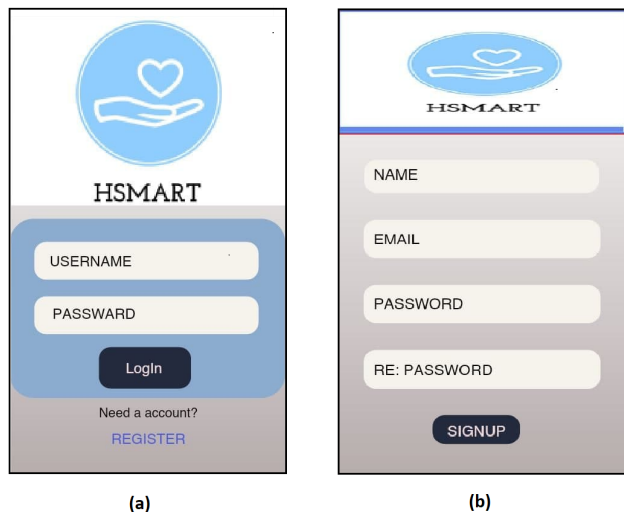 HSMART
USERNAME
PASSWARD
LogIn
Need a account?
REGISTER
(a)
HSMART
NAME
EMAIL
PASSWORD
RE: PASSWORD
SIGNUP
(b)